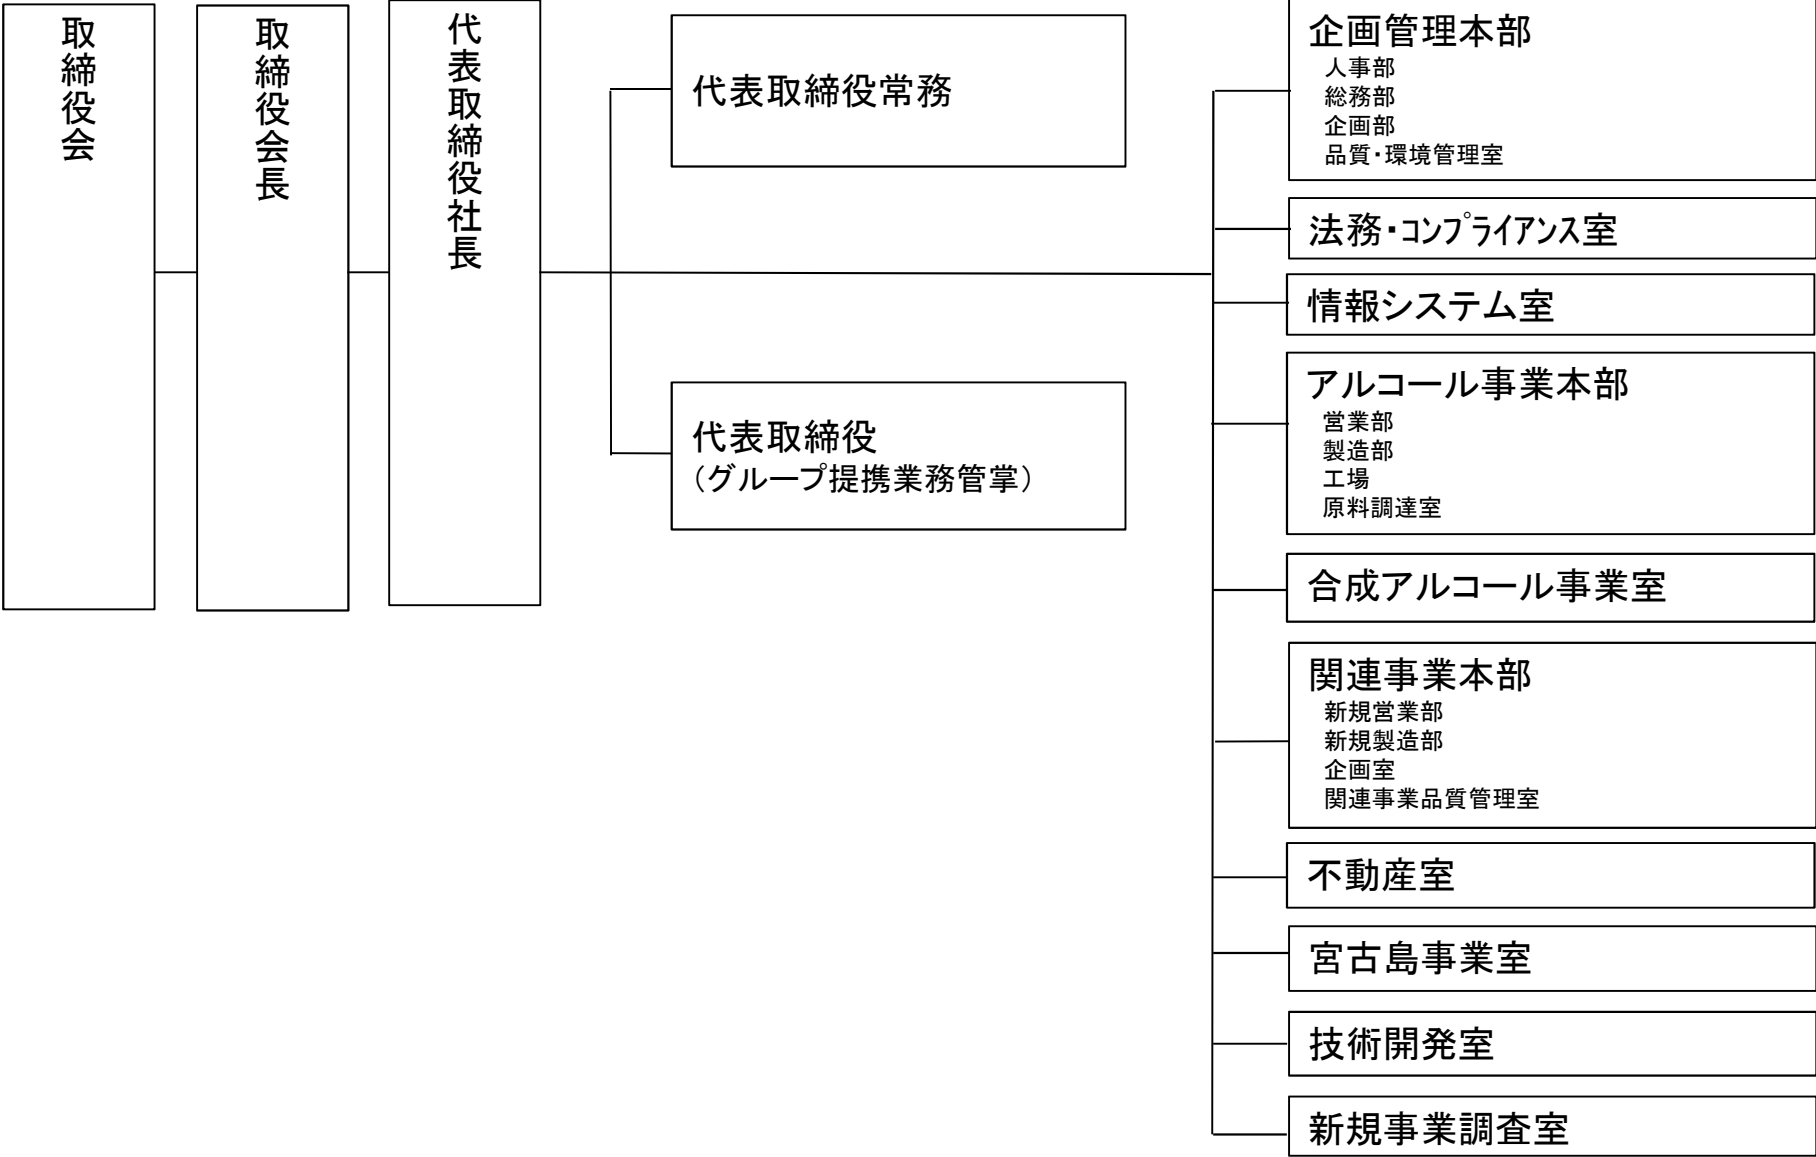 取締役会
取締役会長
代表取締役社長
代表取締役常務
代表取締役
（グループ提携業務管掌）
企画管理本部
人事部
総務部
企画部
品質・環境管理室
法務・ｺﾝﾌﾟﾗｲｱﾝｽ室
情報システム室
アルコール事業本部
営業部
製造部
工場
原料調達室
合成アルコール事業室
関連事業本部
新規営業部
新規製造部
企画室
関連事業品質管理室
不動産室
宮古島事業室
技術開発室
新規事業調査室